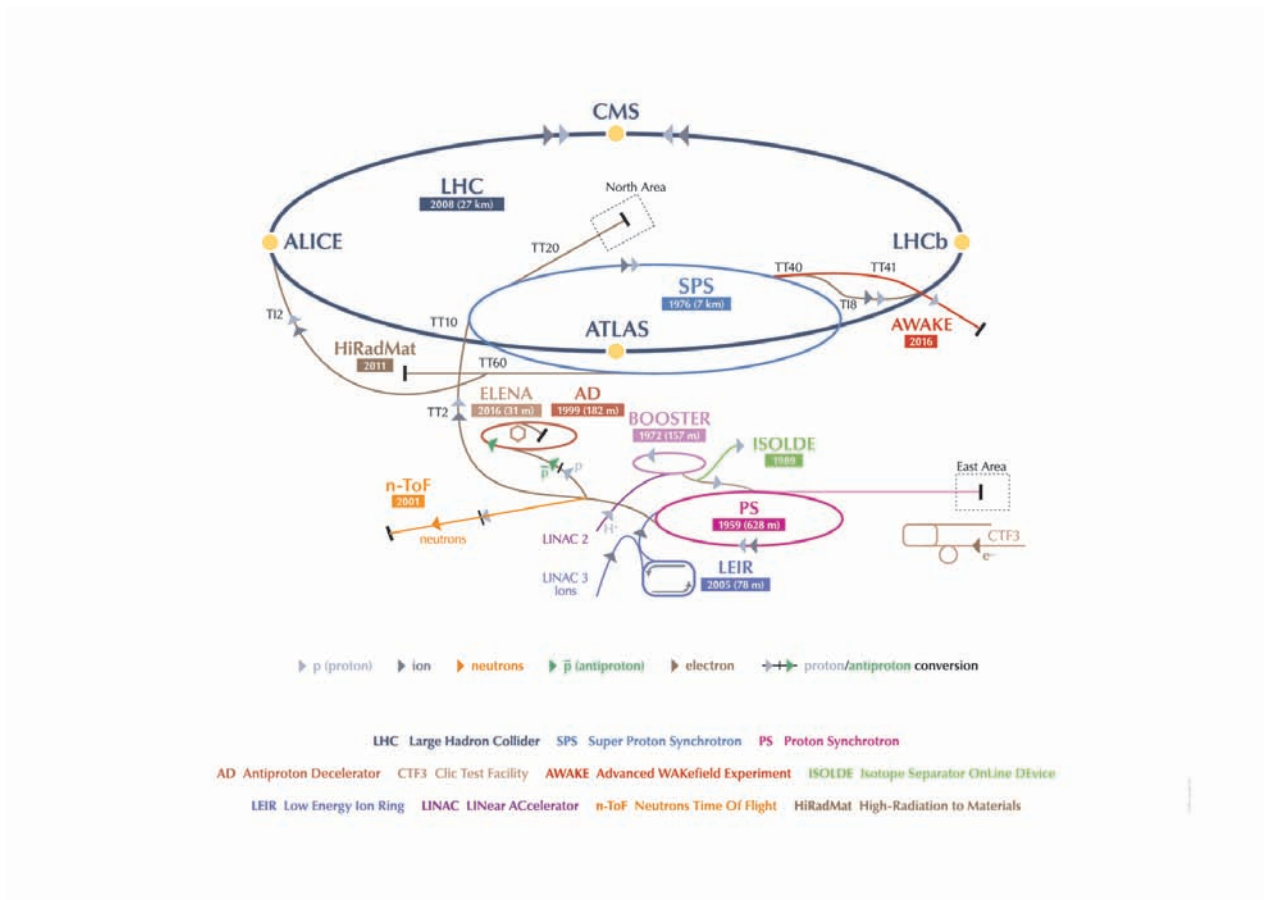 CMS
LHC
2008 (27 km)
North Area
ALICE
LHCb
TT20
TT40
TT41
SPS
1976 (7 km)
TI2
TI8
TT10
ATLAS
AWAKE
2016
HiRadMat
2011
TT60
ELENA
2016 (31 m)
AD
1999 (182 m)
TT2
BOOSTER
1972 (157 m)
ISOLDE
1989
p̅
p
East Area
n-ToF
2001
PS
1959 (628 m)
H⁺
neutrons
LINAC 2
CTF3
e⁻
LEIR
2005 (78 m)
LINAC 3
Ions
p (proton) ion neutrons p̅ (antiproton) electron proton/antiproton conversion
LHC Large Hadron Collider SPS Super Proton Synchrotron PS Proton Synchrotron
AD Antiproton Decelerator CTF3 Clic Test Facility AWAKE Advanced WAKefield Experiment ISOLDE Isotope Separator OnLine DEvice
LEIR Low Energy Ion Ring LINAC LINear ACcelerator n-ToF Neutrons Time Of Flight HiRadMat High-Radiation to Materials